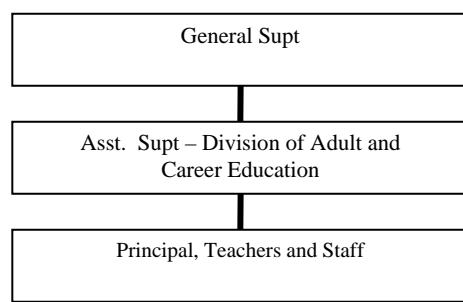 General Supt
Asst. Supt – Division of Adult and
Career Education
Principal, Teachers and Staff